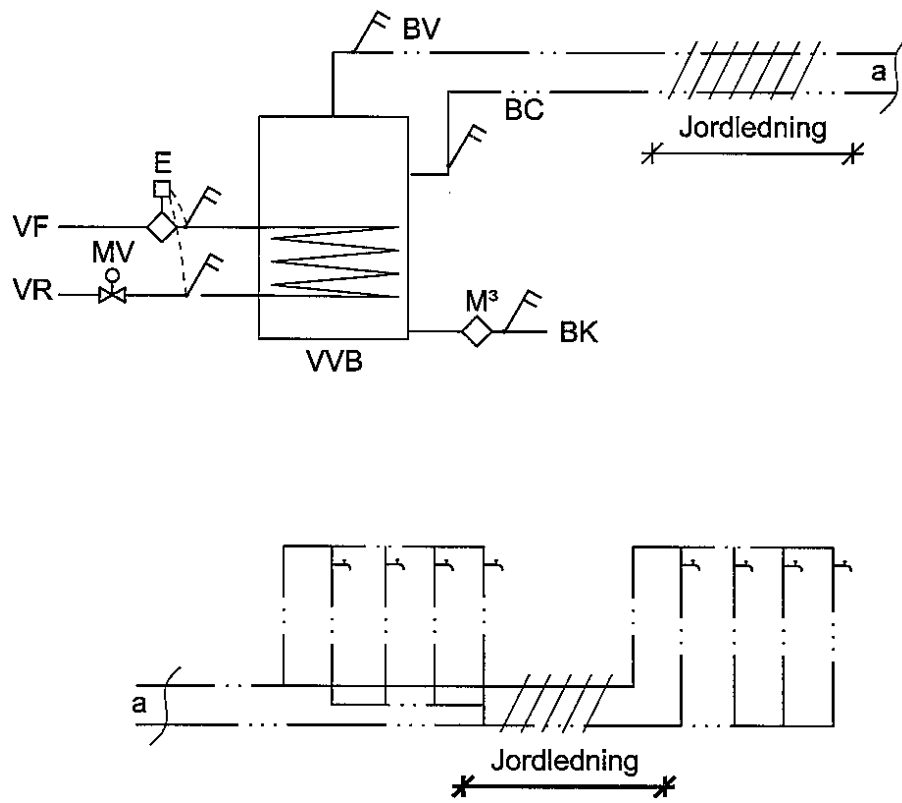 BV
a
BC
Jordledning
E
VF
MV
VR
M³
BK
VVB
a
Jordledning